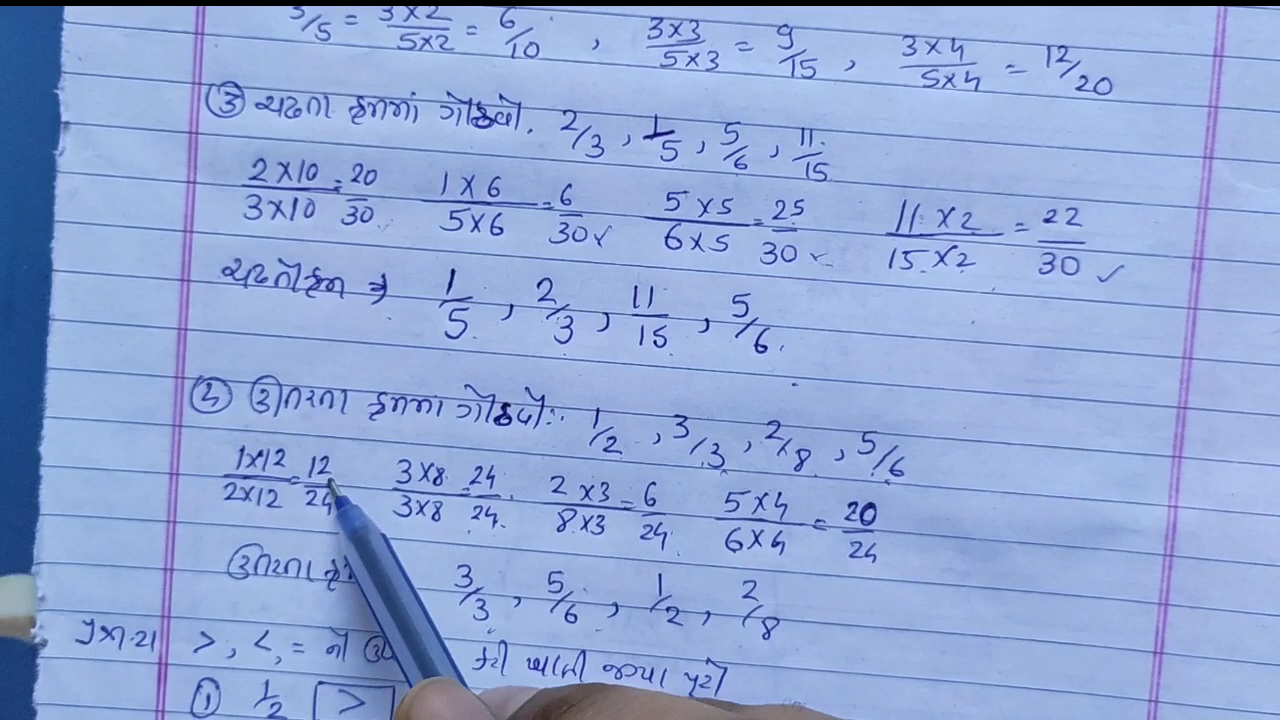 3/5 = 3×2/5×2 = 6/10 , 3×3/5×3 = 9/15 , 3×4/5×4 = 12/20
③ ચઢતા ક્રમમાં ગોઠવો. 2/3 , 1/5 , 5/6 , 11/15
2×10/3×10 = 20/30 1×6/5×6 = 6/30 ✓ 5×5/6×5 = 25/30 ✓ 11×2/15×2 = 22/30 ✓
ચઢતો ક્રમ ⇒ 1/5 , 2/3 , 11/15 , 5/6.
ઉતરતા ક્રમમાં ગોઠવો:. 1/2 , 3/3 , 2/8 , 5/6
1×12/2×12 = 12/24 3×8/3×8 = 24/24. 2×3/8×3 = 6/24. 5×4/6×4 = 20/24
ઉતરતા 3/3 , 5/6 , 1/2 , 2/8
પ્રશ્ન.21 > , < , = નો કરી ખાલી જગ્યા પૂરો
① 1/2 >